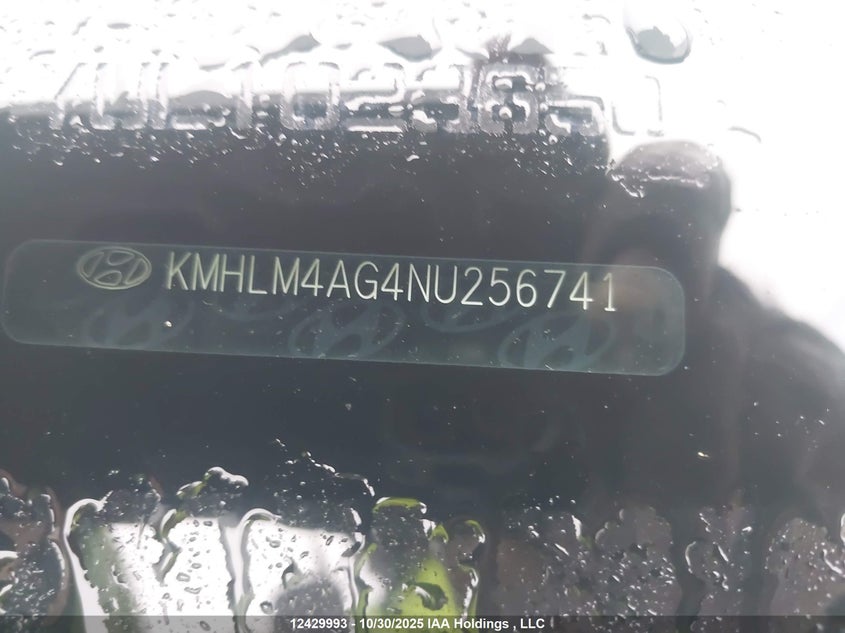 KMHLM4AG4NU256741
12429993 - 10/30/2025 IAA Holdings , LLC